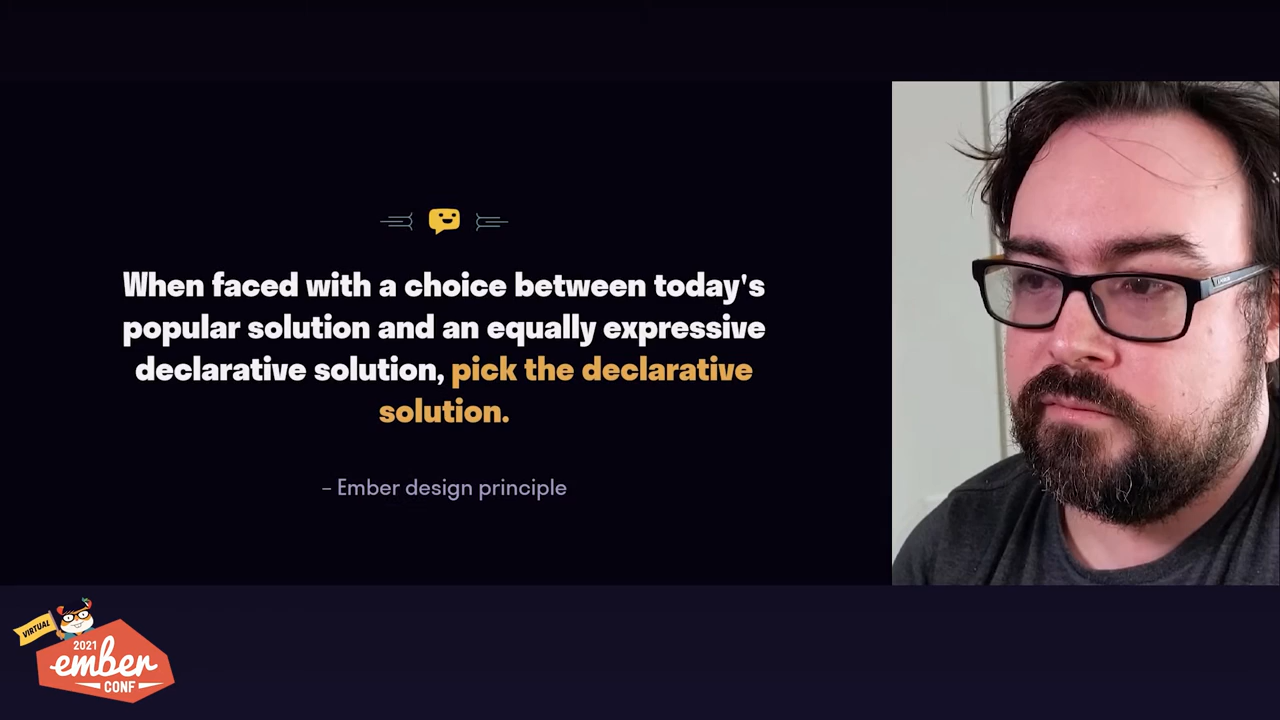 When faced with a choice between today's
popular solution and an equally expressive
declarative solution, pick the declarative
solution.
– Ember design principle
VIRTUAL
2021
ember
CONF